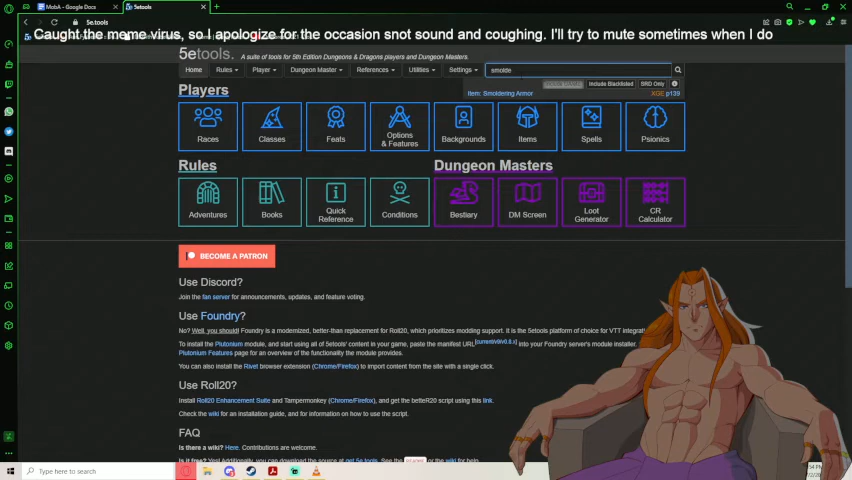 MobA - Google Docs
5etools
5e.tools
Caught the meme virus, so I apologize for the occasion snot sound and coughing. I'll try to mute sometimes when I do
5etools. A suite of tools for 5th Edition Dungeons & Dragons players and Dungeon Masters.
Home Rules Player Dungeon Master References Utilities Settings smolde
Include Blacklisted SRD Only
Item: Smoldering Armor XGE p139
Players
Races Classes Feats Options & Features Backgrounds Items Spells Psionics
Rules Dungeon Masters
Adventures Books Quick Reference Conditions Bestiary DM Screen Loot Generator CR Calculator
BECOME A PATRON
Use Discord?
Join the fan server for announcements, updates, and feature voting.
Use Foundry?
No? Well, you should! Foundry is a modernized, better-than replacement for Roll20, which prioritizes modding support. It is the 5etools platform of choice for VTT
To install the Plutonium module, and start using all of 5etools' content in your game, paste the manifest URL into your Foundry server's module installer.
Plutonium Features page for an overview of the functionality the module provides.
You can also install the Rivet browser extension (Chrome/Firefox) to import content from the site with a single click.
Use Roll20?
Install Roll20 Enhancement Suite and Tampermonkey (Chrome/Firefox), and get the betteR20 script using this link.
Check the wiki for an installation guide, and for information on how to use the script.
FAQ
Is there a wiki? Here. Contributions are welcome.
Type here to search